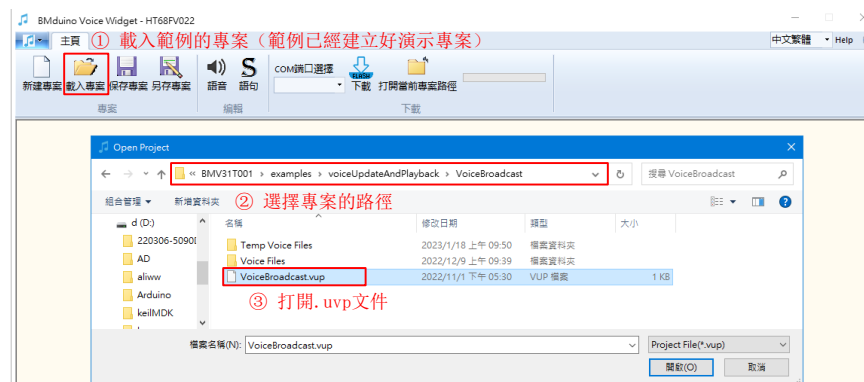 BMduino Voice Widget - HT68FV022
主頁 ① 載入範例的專案（範例已經建立好演示專案） 中文繁體 Help
新建專案 載入專案 保存專案 另存專案 語音 語句 COM端口選擇 下載 打開當前專案路徑
S
FLASH
專案 編輯 下載
Open Project
« BMV31T001 › examples › voiceUpdateAndPlayback › VoiceBroadcast 搜尋 VoiceBroadcast
組合管理 新增資料夾 ② 選擇專案的路徑
d (D:) 名稱 修改日期 類型 大小
220306-5090I Temp Voice Files 2023/1/18 上午 09:50 檔案資料夾
AD Voice Files 2022/12/9 上午 09:39 檔案資料夾
aliww VoiceBroadcast.vup 2022/11/1 下午 05:30 VUP 檔案 1 KB
Arduino ③ 打開.uvp文件
keilMDK
檔案名稱(N): VoiceBroadcast.vup Project File(*.vup)
開啟(O) 取消